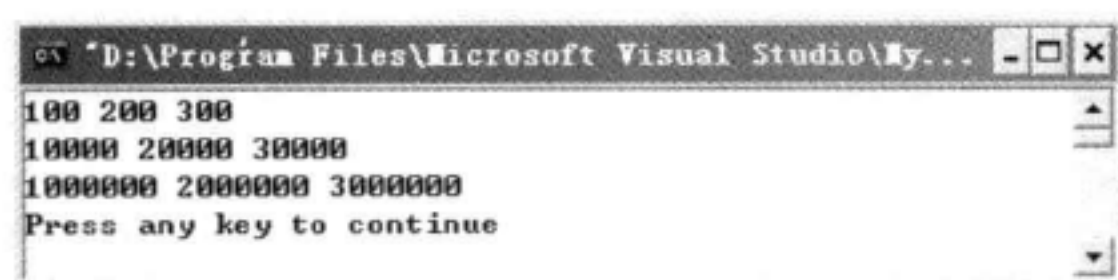 "D:\Program Files\Microsoft Visual Studio\My...
100 200 300
10000 20000 30000
1000000 2000000 3000000
Press any key to continue